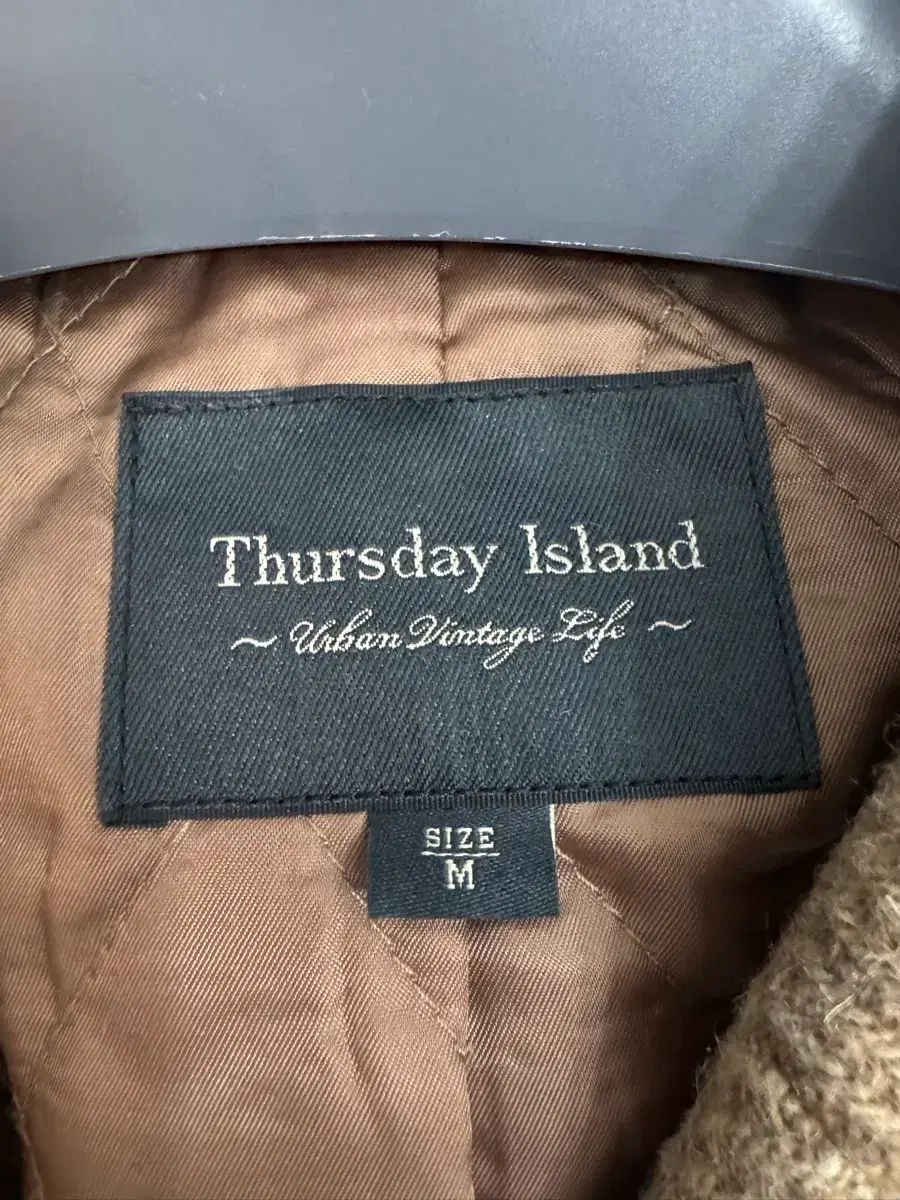 Thursday Island
~ Urban Vintage Life ~
SIZE
M